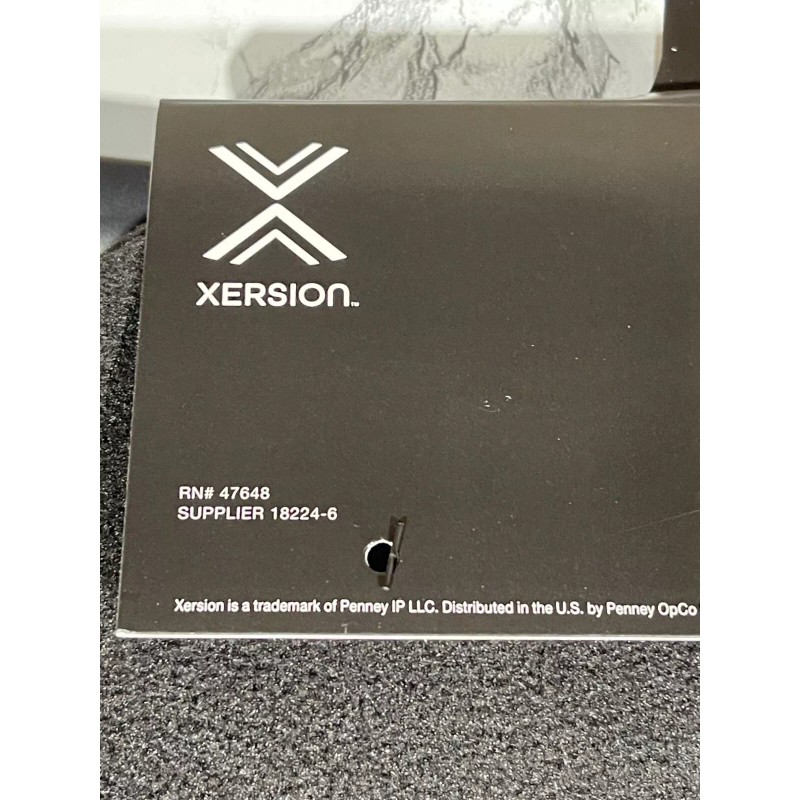 XERSION™
RN# 47648
SUPPLIER 18224-6
Xersion is a trademark of Penney IP LLC. Distributed in the U.S. by Penney OpCo